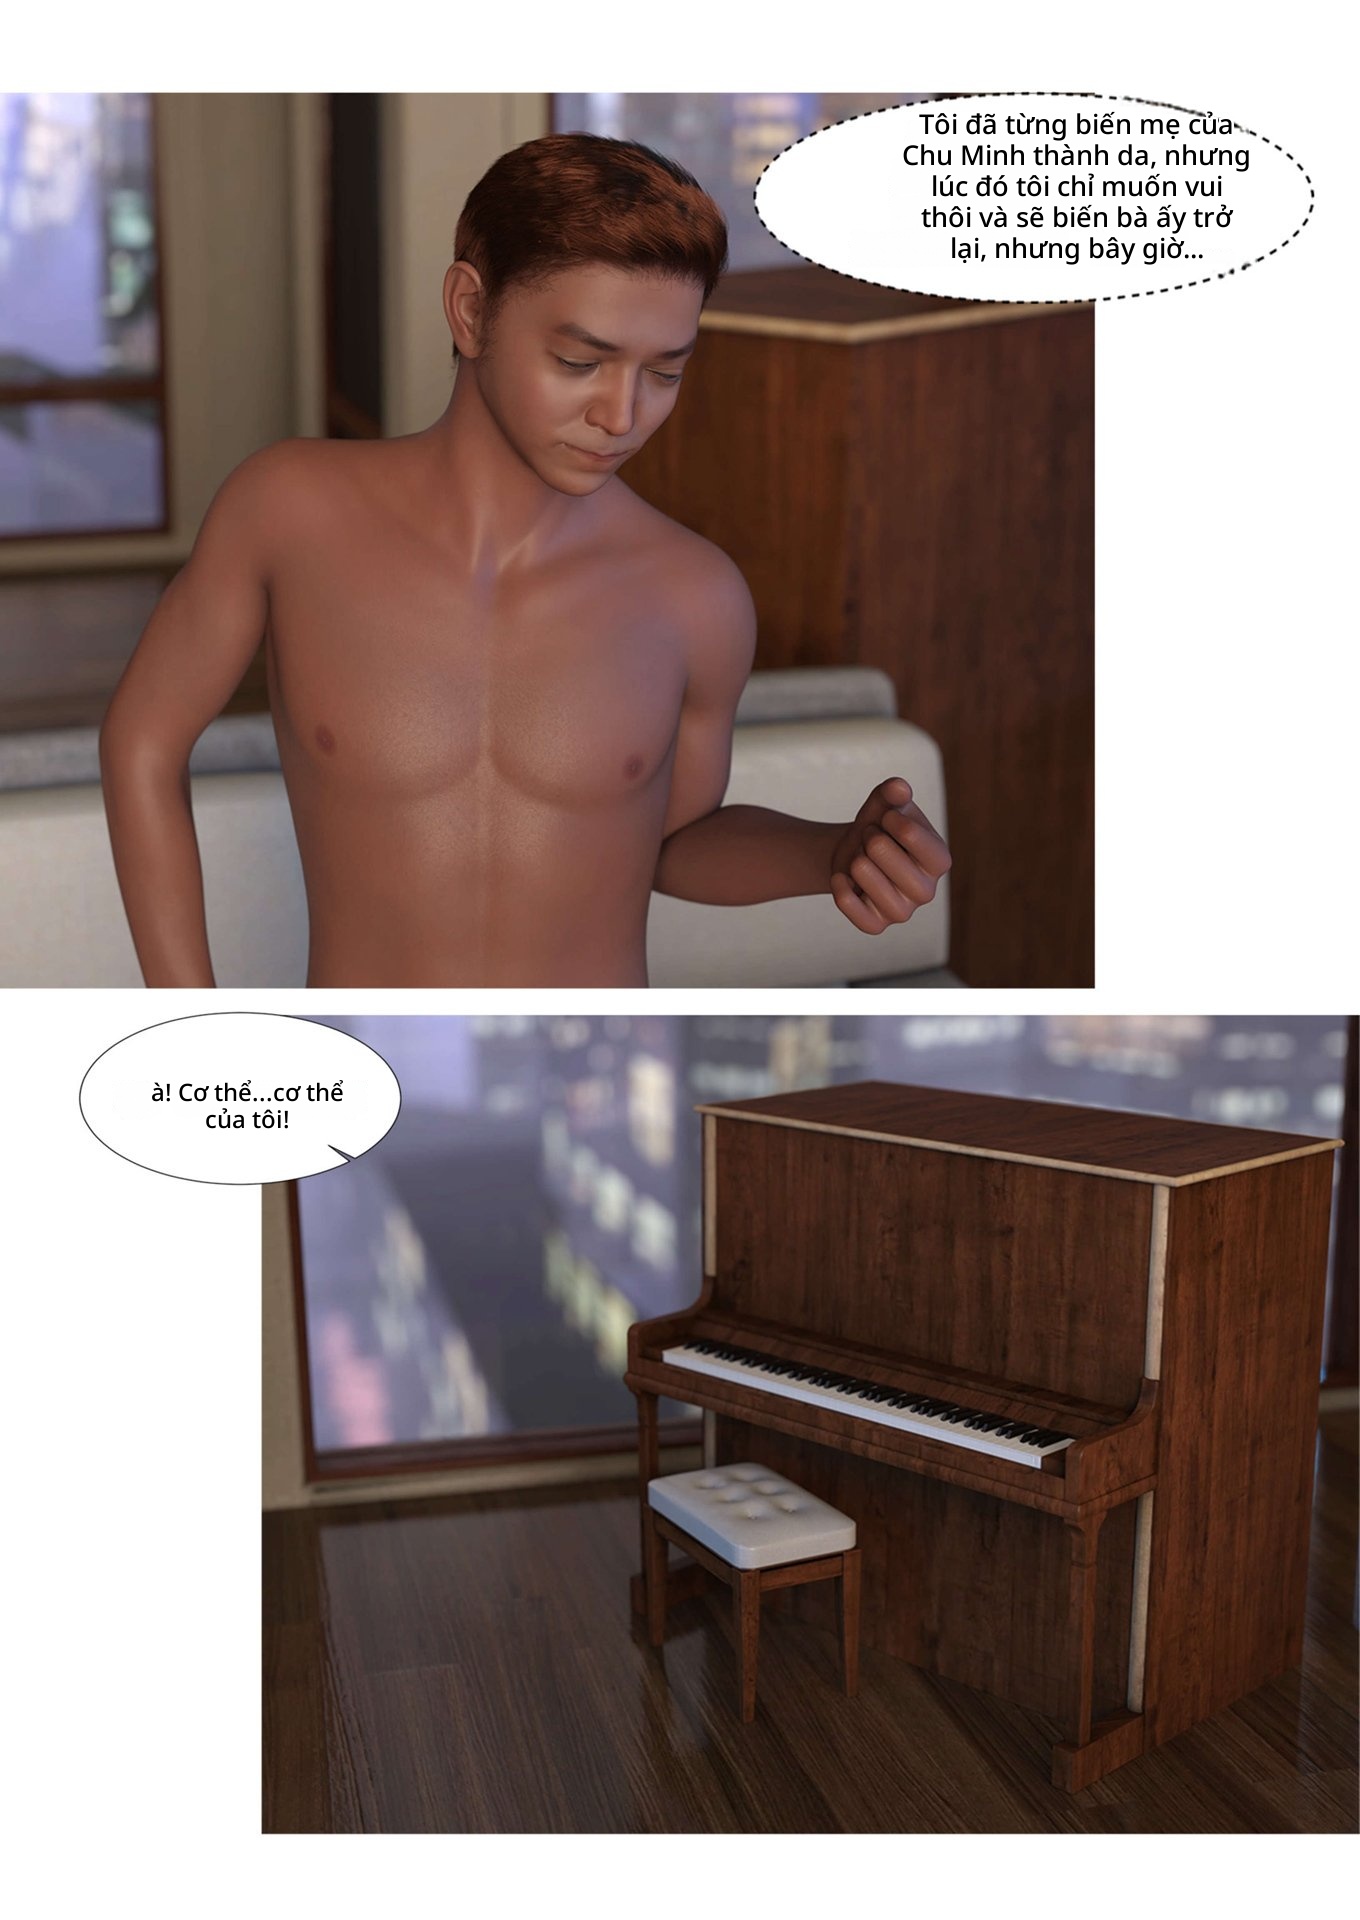 Tôi đã từng biến mẹ của
Chu Minh thành da, nhưng
lúc đó tôi chỉ muốn vui
thôi và sẽ biến bà ấy trở
lại, nhưng bây giờ...
à! Cơ thể...cơ thể
của tôi!